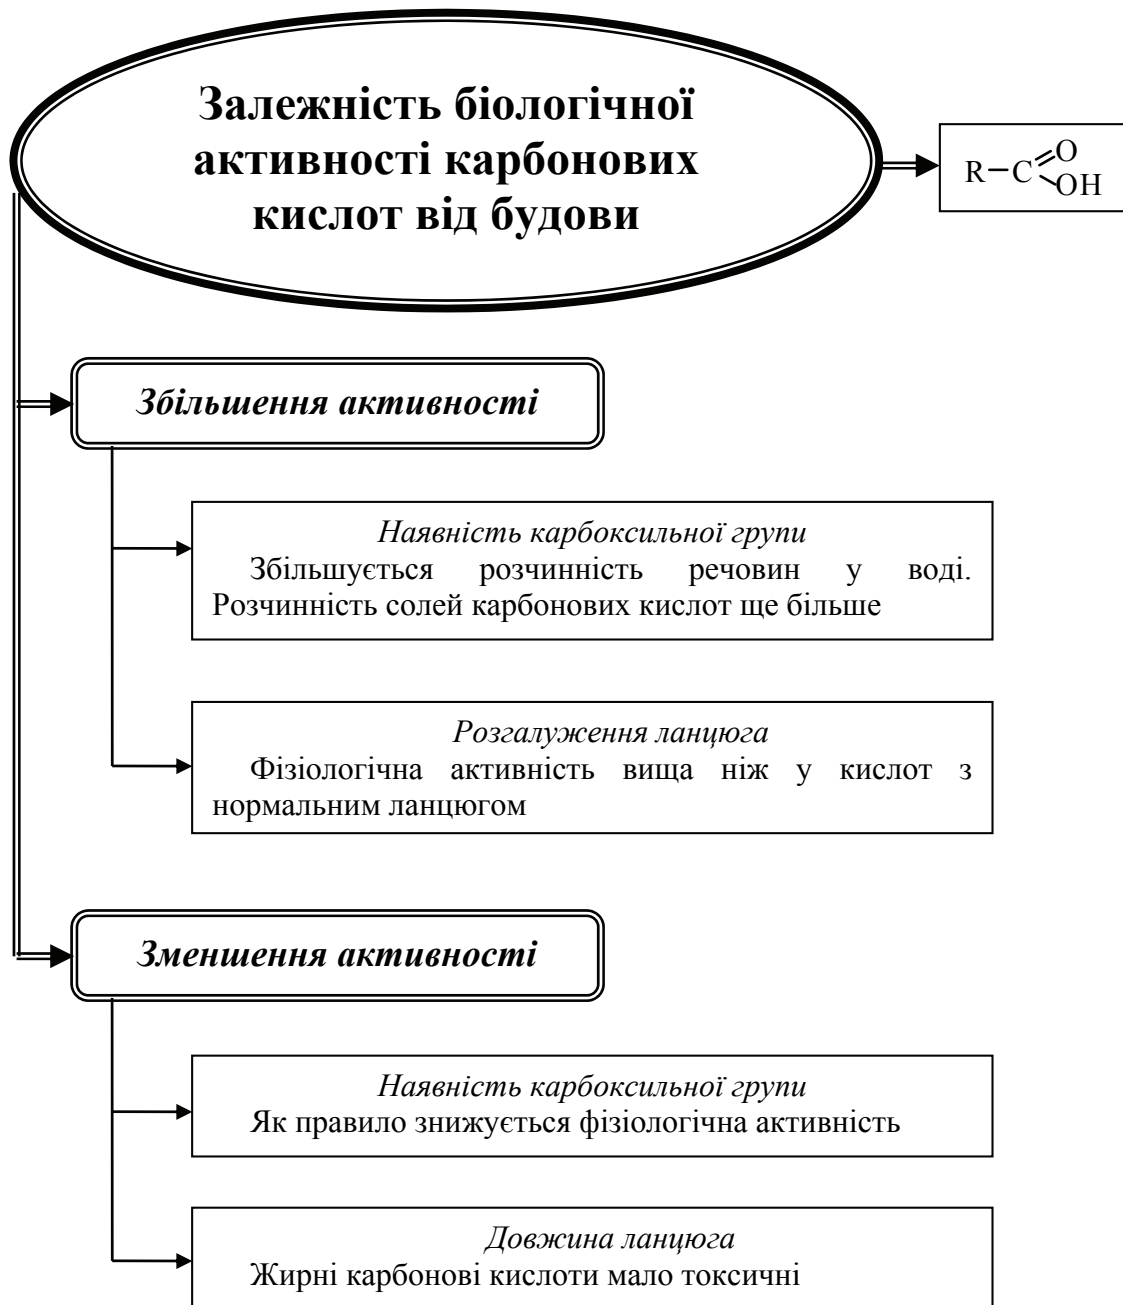 Залежність біологічної
активності карбонових
кислот від будови
R–C
O
OH
Збільшення активності
Наявність карбоксильної групи
Збільшується розчинність речовин у воді.
Розчинність солей карбонових кислот ще більше
Розгалуження ланцюга
Фізіологічна активність вища ніж у кислот з
нормальним ланцюгом
Зменшення активності
Наявність карбоксильної групи
Як правило знижується фізіологічна активність
Довжина ланцюга
Жирні карбонові кислоти мало токсичні